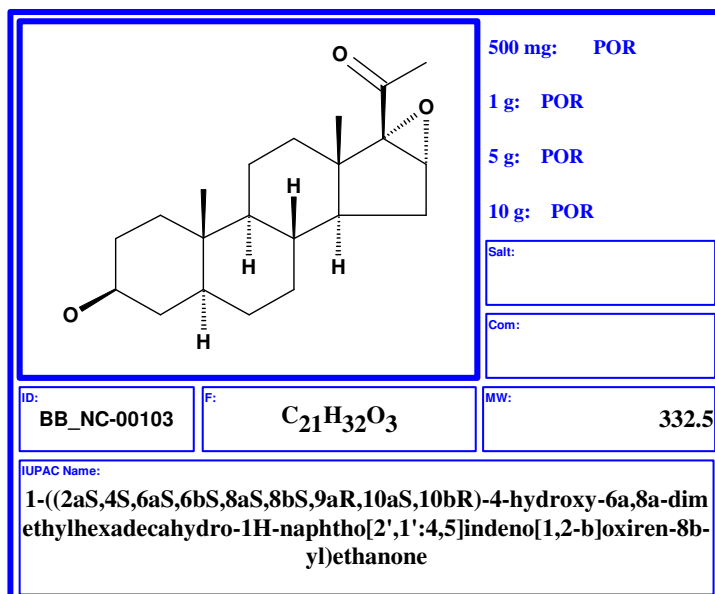 O
O
H
H
H
O
H
500 mg: POR
1 g: POR
5 g: POR
10 g: POR
Salt:
Com:
ID:
BB_NC-00103
F:
C21H32O3
MW:
332.5
IUPAC Name:
1-((2aS,4S,6aS,6bS,8aS,8bS,9aR,10aS,10bR)-4-hydroxy-6a,8a-dim
ethylhexadecahydro-1H-naphtho[2',1':4,5]indeno[1,2-b]oxiren-8b-
yl)ethanone